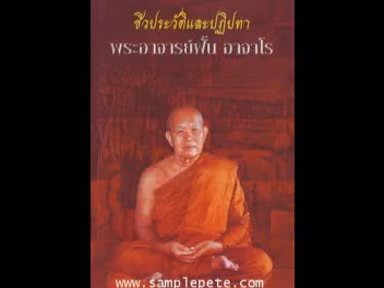 ชีวประวัติและปฏิปทา
พระอาจารย์ฝั้น อาจาโร
www.samplepete.com